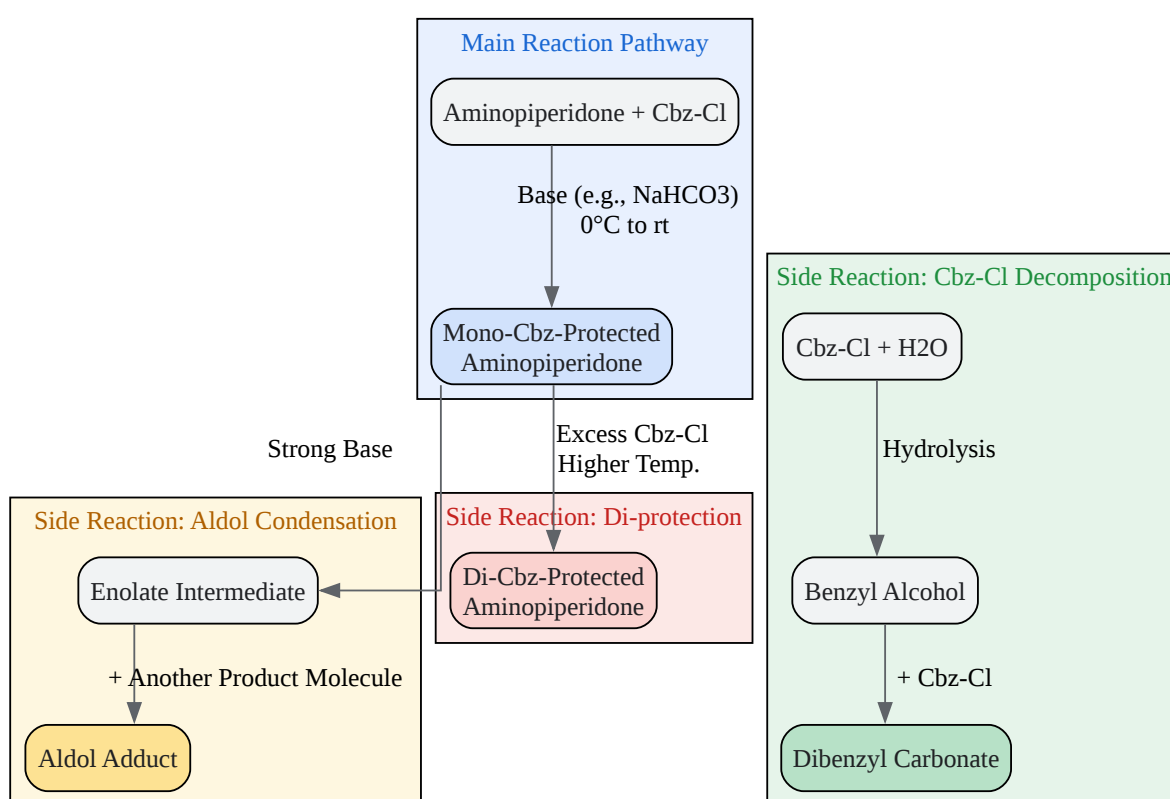 Main Reaction Pathway
Aminopiperidone + Cbz-Cl
Base (e.g., NaHCO3)
0°C to rt
Mono-Cbz-Protected
Aminopiperidone
Strong Base
Excess Cbz-Cl
Higher Temp.
Side Reaction: Aldol Condensation
Enolate Intermediate
+ Another Product Molecule
Aldol Adduct
Side Reaction: Di-protection
Di-Cbz-Protected
Aminopiperidone
Side Reaction: Cbz-Cl Decomposition
Cbz-Cl + H2O
Hydrolysis
Benzyl Alcohol
+ Cbz-Cl
Dibenzyl Carbonate